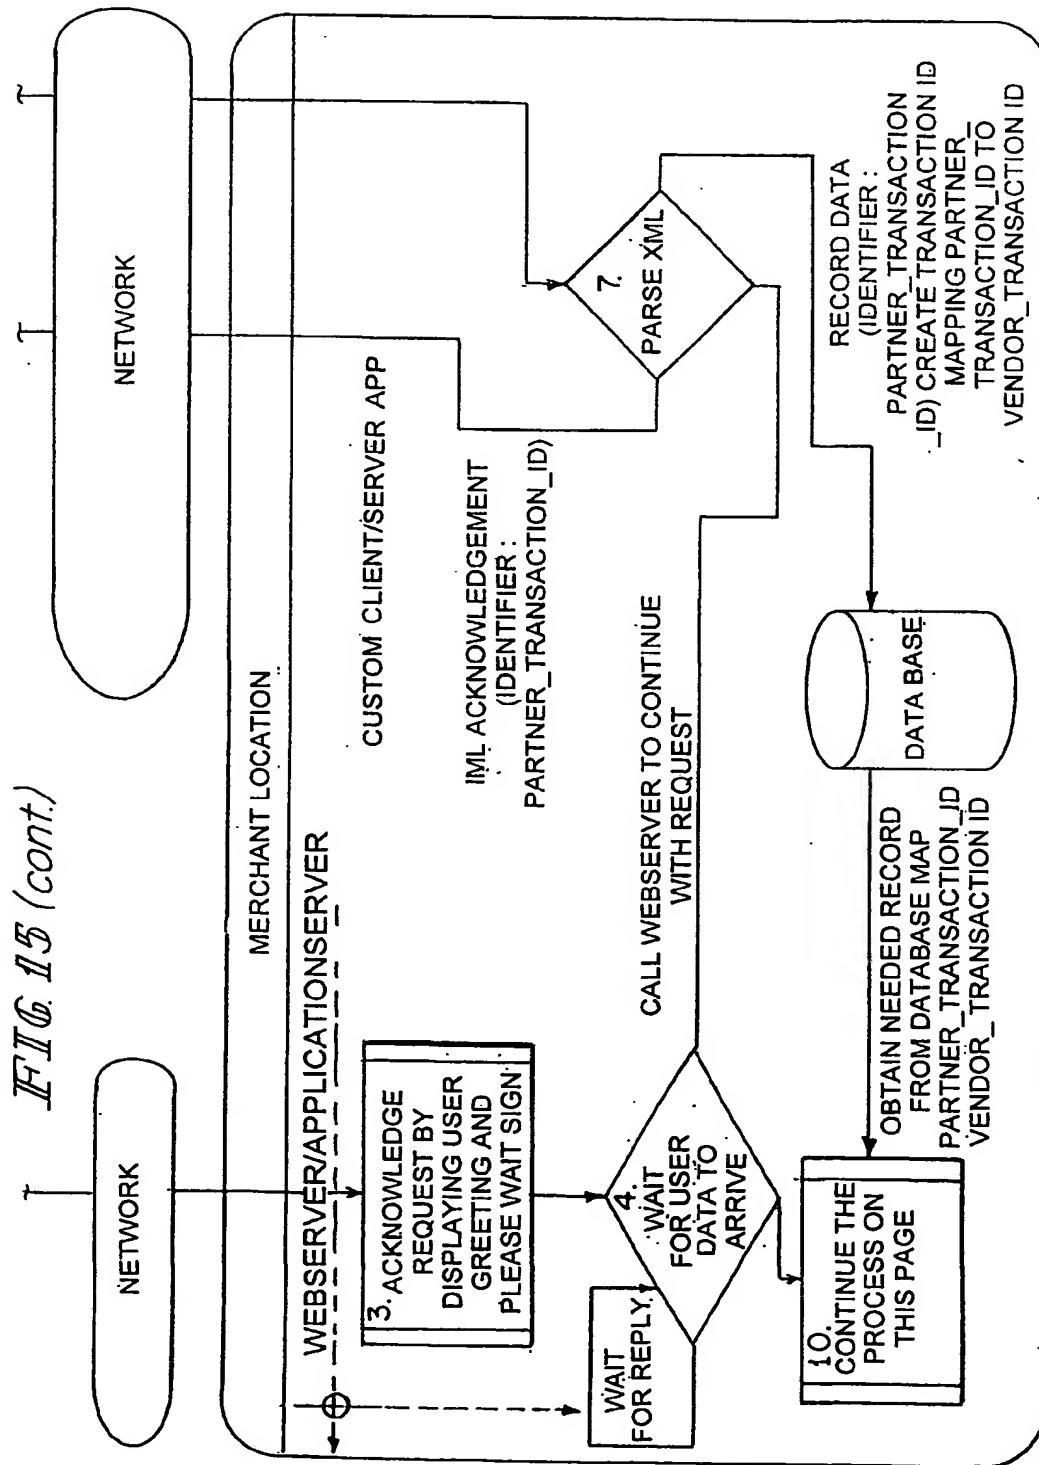 FIG. 15 (cont.)
NETWORK
NETWORK
MERCHANT LOCATION
WEBSERVER/APPLICATIONSERVER
CUSTOM CLIENT/SERVER APP
3. ACKNOWLEDGE
REQUEST BY
DISPLAYING USER
GREETING AND
PLEASE WAIT SIGN
IML ACKNOWLEDGEMENT
(IDENTIFIER :
PARTNER_TRANSACTION_ID)
7.
PARSE XML
WAIT
FOR REPLY.
4.
WAIT
FOR USER
DATA TO
ARRIVE
CALL WEBSERVER TO CONTINUE
WITH REQUEST
RECORD DATA
(IDENTIFIER :
PARTNER_TRANSACTION
_ID) CREATE TRANSACTION ID
MAPPING PARTNER_
TRANSACTION_ID TO
VENDOR_TRANSACTION ID
10.
CONTINUE THE
PROCESS ON
THIS PAGE
OBTAIN NEEDED RECORD
FROM DATABASE MAP
PARTNER_TRANSACTION_ID
VENDOR_TRANSACTION ID
DATA BASE